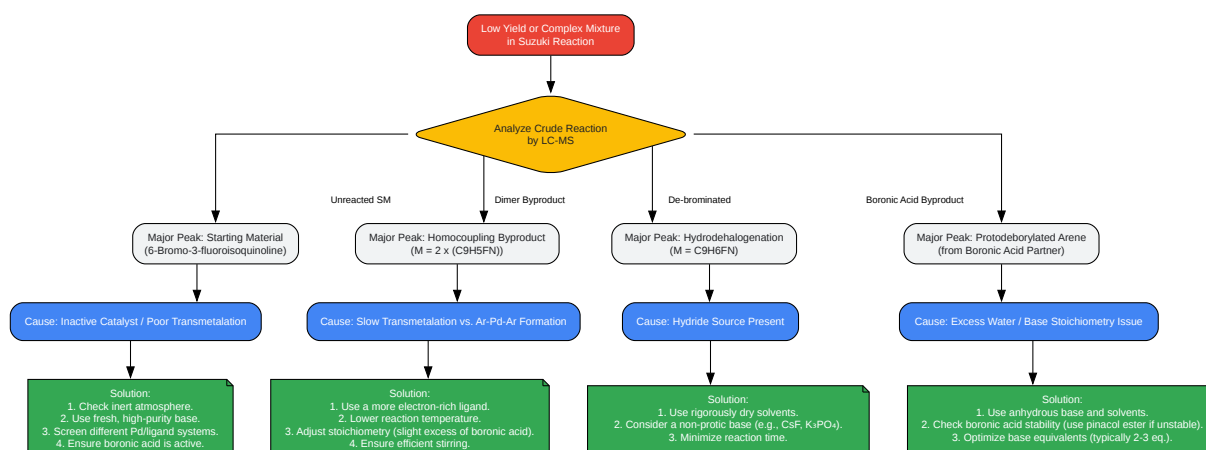 Low Yield or Complex Mixture
in Suzuki Reaction
Analyze Crude Reaction
by LC-MS
Unreacted SM
Dimer Byproduct
De-brominated
Boronic Acid Byproduct
Major Peak: Starting Material
(6-Bromo-3-fluoroisoquinoline)
Major Peak: Homocoupling Byproduct
(M = 2 x (C9H5FN))
Major Peak: Hydrodehalogenation
(M = C9H6FN)
Major Peak: Protodeborylated Arene
(from Boronic Acid Partner)
Cause: Inactive Catalyst / Poor Transmetalation
Cause: Slow Transmetalation vs. Ar-Pd-Ar Formation
Cause: Hydride Source Present
Cause: Excess Water / Base Stoichiometry Issue
Solution:
1. Check inert atmosphere.
2. Use fresh, high-purity base.
3. Screen different Pd/ligand systems.
4. Ensure boronic acid is active.
Solution:
1. Use a more electron-rich ligand.
2. Lower reaction temperature.
3. Adjust stoichiometry (slight excess of boronic acid).
4. Ensure efficient stirring.
Solution:
1. Use rigorously dry solvents.
2. Consider a non-protic base (e.g., CsF, K₃PO₄).
3. Minimize reaction time.
Solution:
1. Use anhydrous base and solvents.
2. Check boronic acid stability (use pinacol ester if unstable).
3. Optimize base equivalents (typically 2-3 eq.).